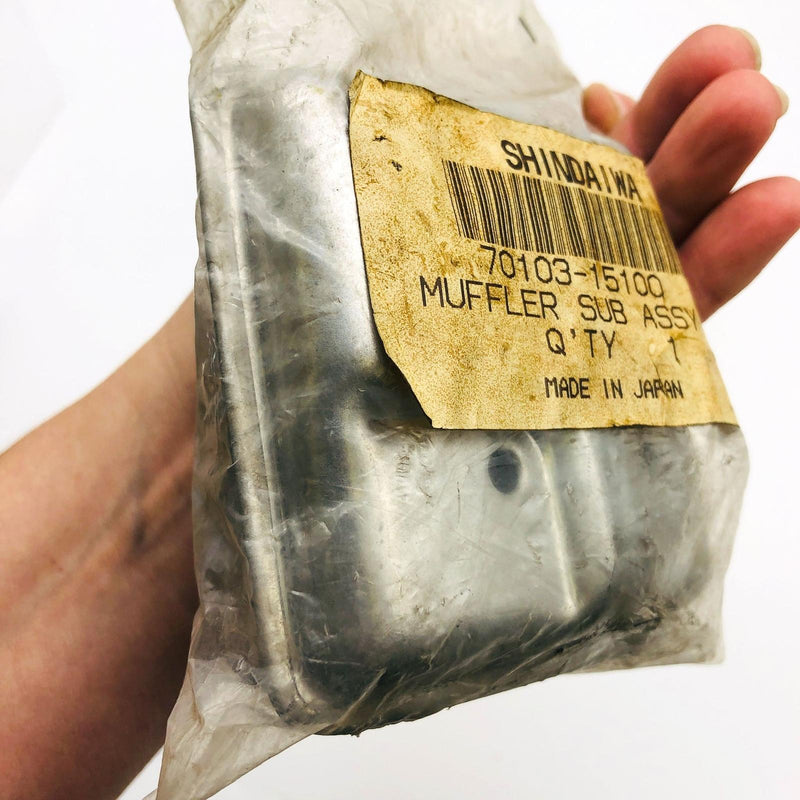 SHINDAIWA
70103-15100
MUFFLER SUB ASSY
Q'TY 1
MADE IN JAPAN